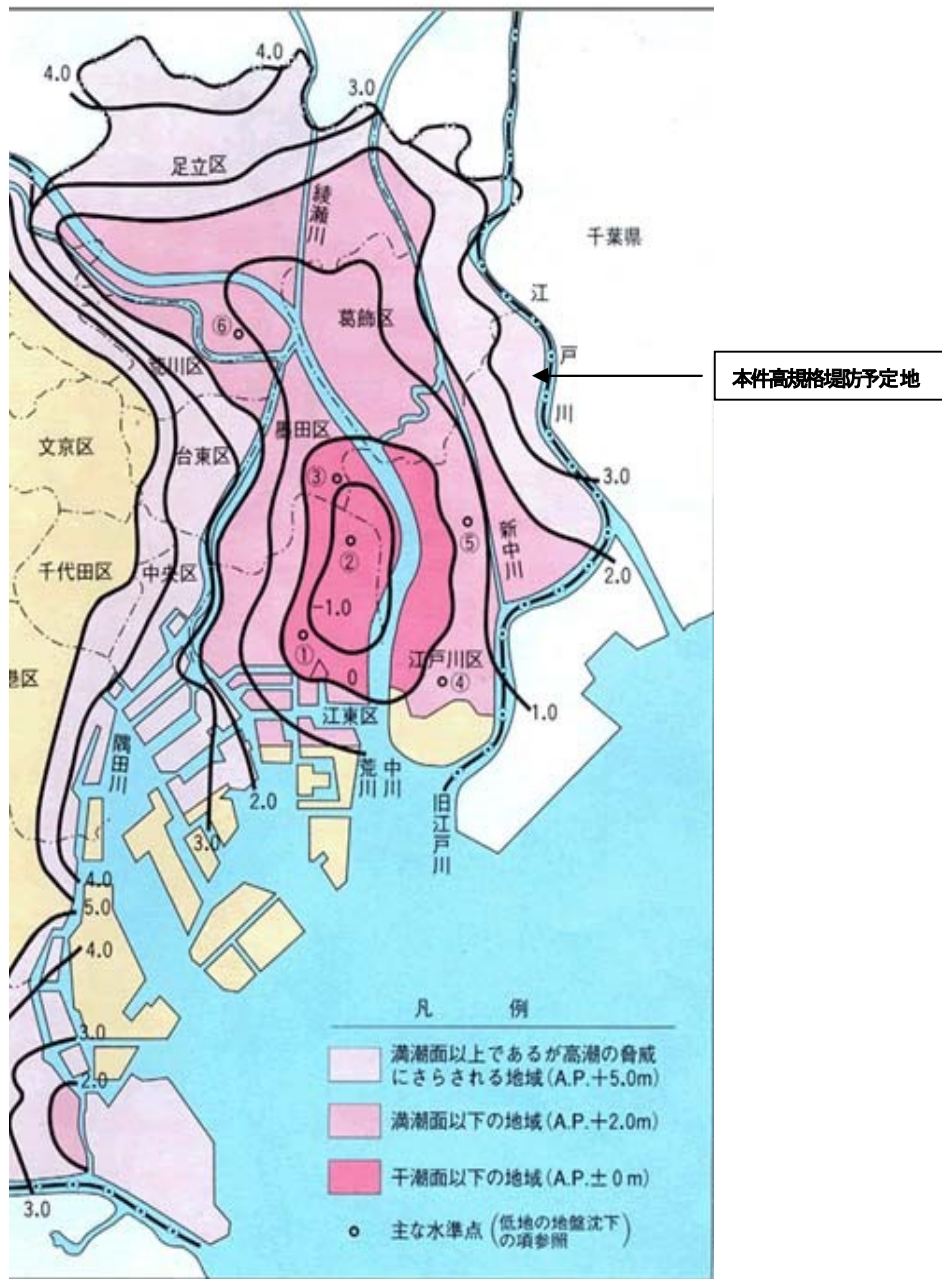 4.0
4.0
3.0
足立区
綾瀬川
千葉県
江戸川
葛飾区
⑥
荒川区
本件高規格堤防予定地
墨田区
文京区
台東区
③
3.0
⑤
新中川
②
千代田区
中央区
2.0
-1.0
①
江戸川区
④
港区
0
江東区
1.0
隅田川
荒川
中川
2.0
旧江戸川
3.0
4.0
5.0
4.0
3.0
2.0
3.0
凡 例
満潮面以上であるが高潮の脅威
にさらされる地域(A.P.+5.0m)
満潮面以下の地域(A.P.+2.0m)
干潮面以下の地域(A.P.±0m)
主な水準点(低地の地盤沈下
の項参照)